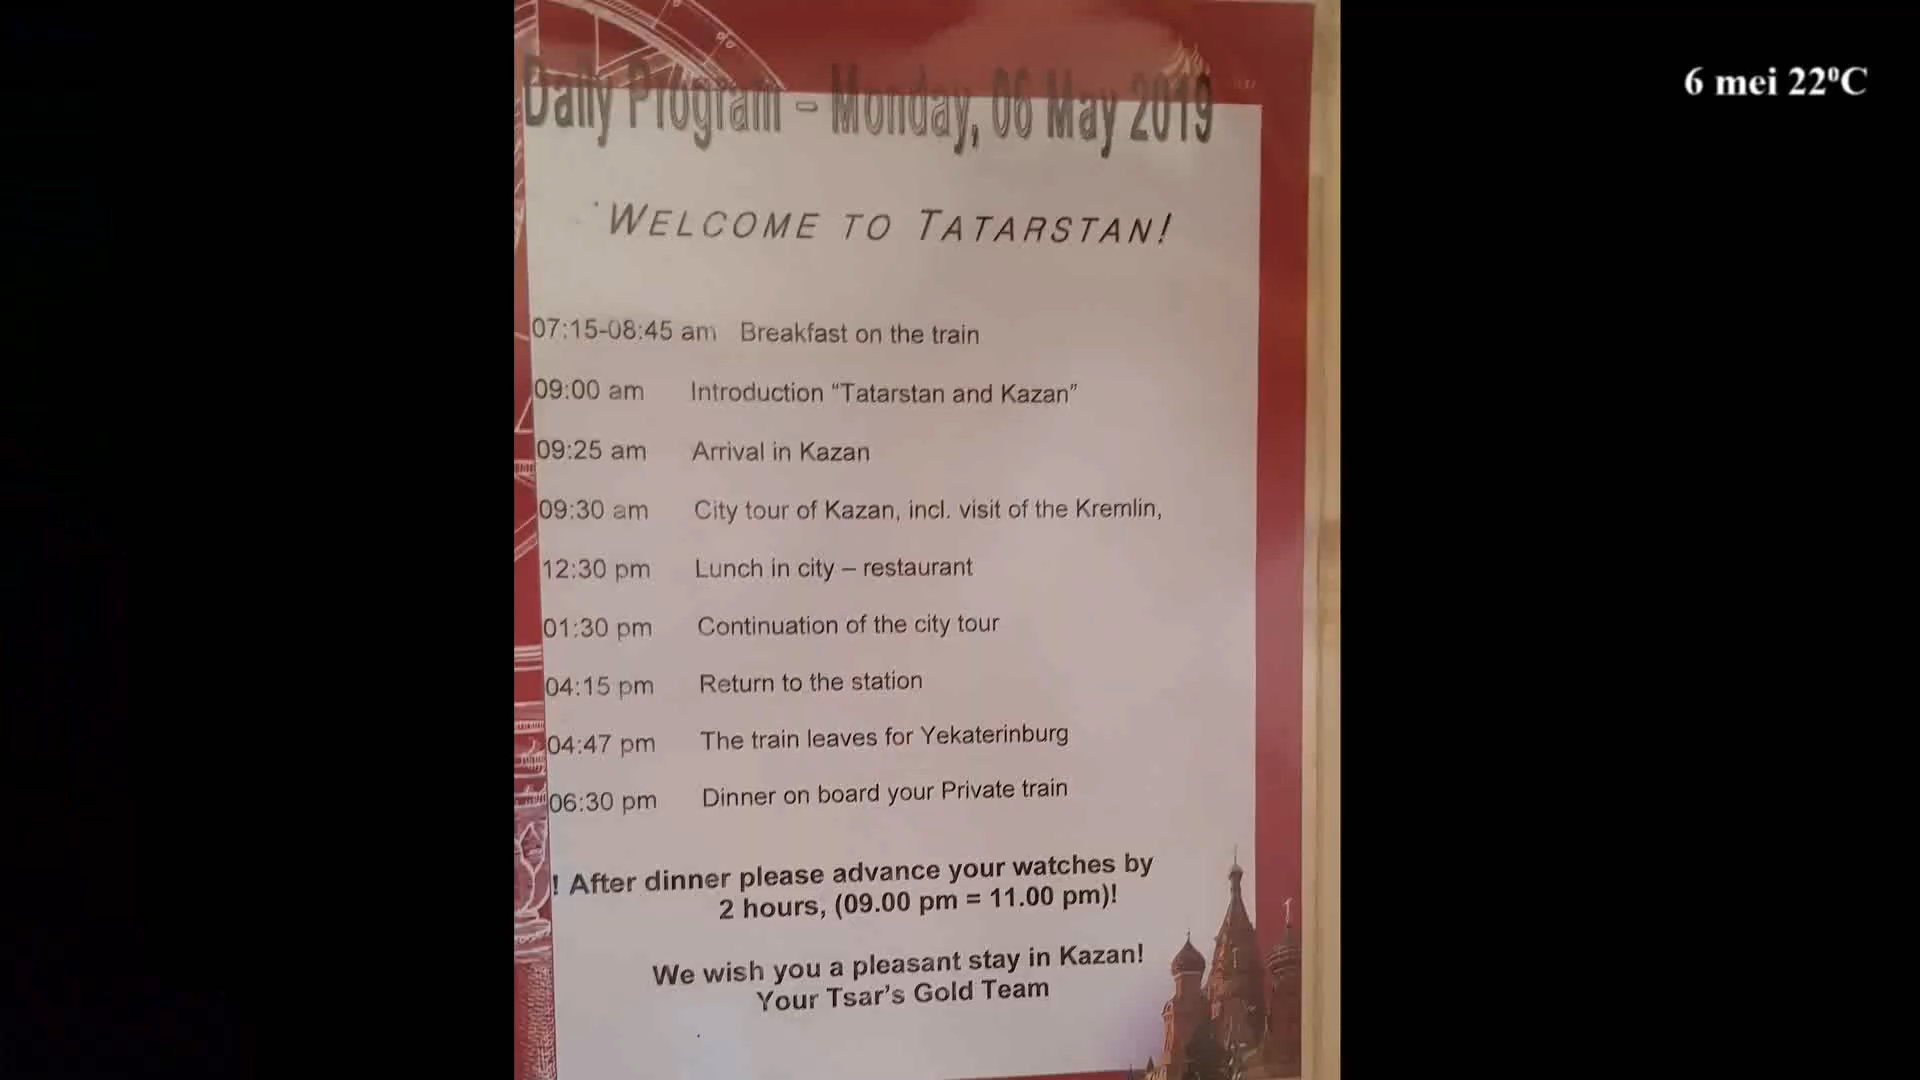 6 mei 22⁰C
Daily Program – Monday, 06 May 2019
WELCOME TO TATARSTAN!
07:15-08:45 am Breakfast on the train
09:00 am Introduction “Tatarstan and Kazan”
09:25 am Arrival in Kazan
09:30 am City tour of Kazan, incl. visit of the Kremlin,
12:30 pm Lunch in city – restaurant
01:30 pm Continuation of the city tour
04:15 pm Return to the station
04:47 pm The train leaves for Yekaterinburg
06:30 pm Dinner on board your Private train
! After dinner please advance your watches by
2 hours, (09.00 pm = 11.00 pm)!
We wish you a pleasant stay in Kazan!
Your Tsar’s Gold Team